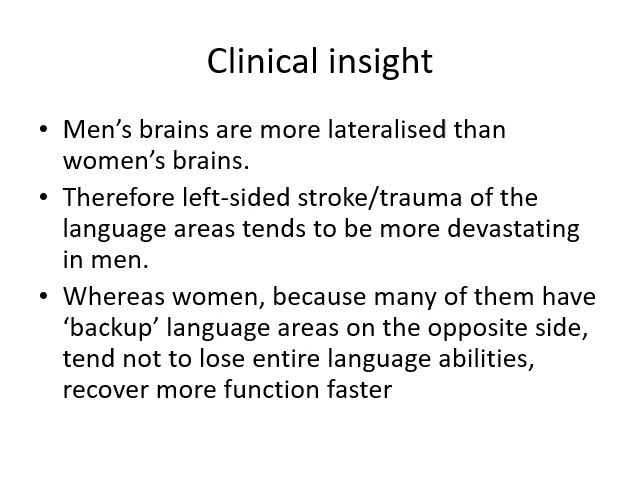 Clinical insight
• Men’s brains are more lateralised than
women’s brains.
• Therefore left-sided stroke/trauma of the
language areas tends to be more devastating
in men.
• Whereas women, because many of them have
‘backup’ language areas on the opposite side,
tend not to lose entire language abilities,
recover more function faster